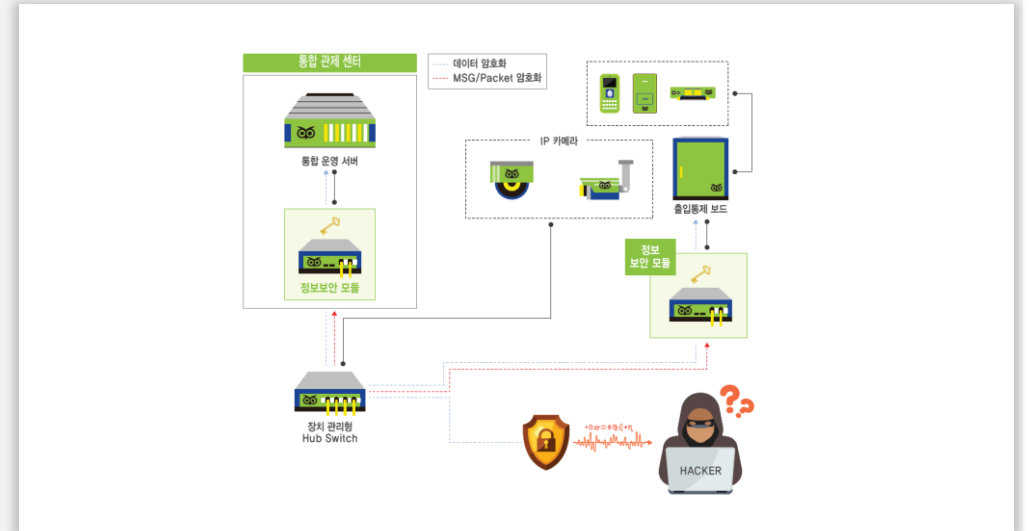 통합 관제 센터
데이터 암호화
MSG/Packet 암호화
IP 카메라
통합 운영 서버
출입통제 보드
정보
보안 모듈
정보보안 모듈
장치 관리형
Hub Switch
HACKER